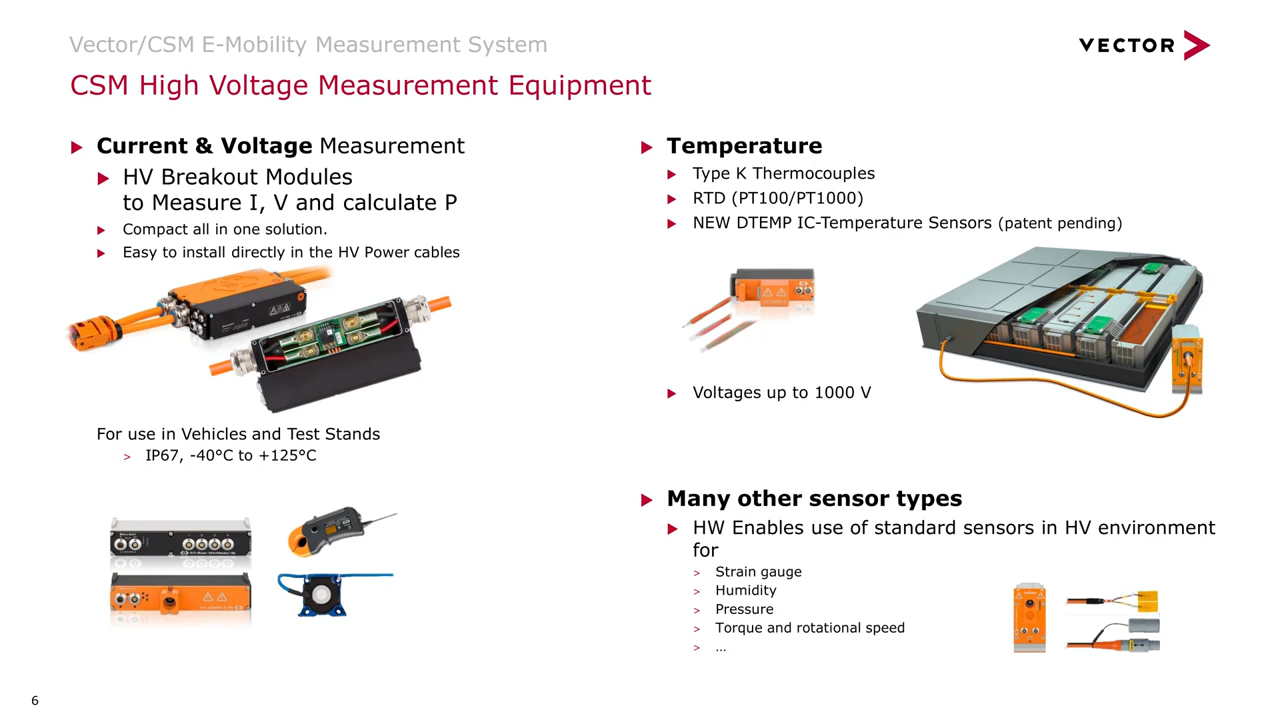 Vector/CSM E-Mobility Measurement System
VECTOR
CSM High Voltage Measurement Equipment
Current & Voltage Measurement
HV Breakout Modules
to Measure I, V and calculate P
Compact all in one solution.
Easy to install directly in the HV Power cables
For use in Vehicles and Test Stands
> IP67, -40°C to +125°C
Temperature
Type K Thermocouples
RTD (PT100/PT1000)
NEW DTEMP IC-Temperature Sensors (patent pending)
Voltages up to 1000 V
Many other sensor types
HW Enables use of standard sensors in HV environment
for
> Strain gauge
> Humidity
> Pressure
> Torque and rotational speed
> …
6